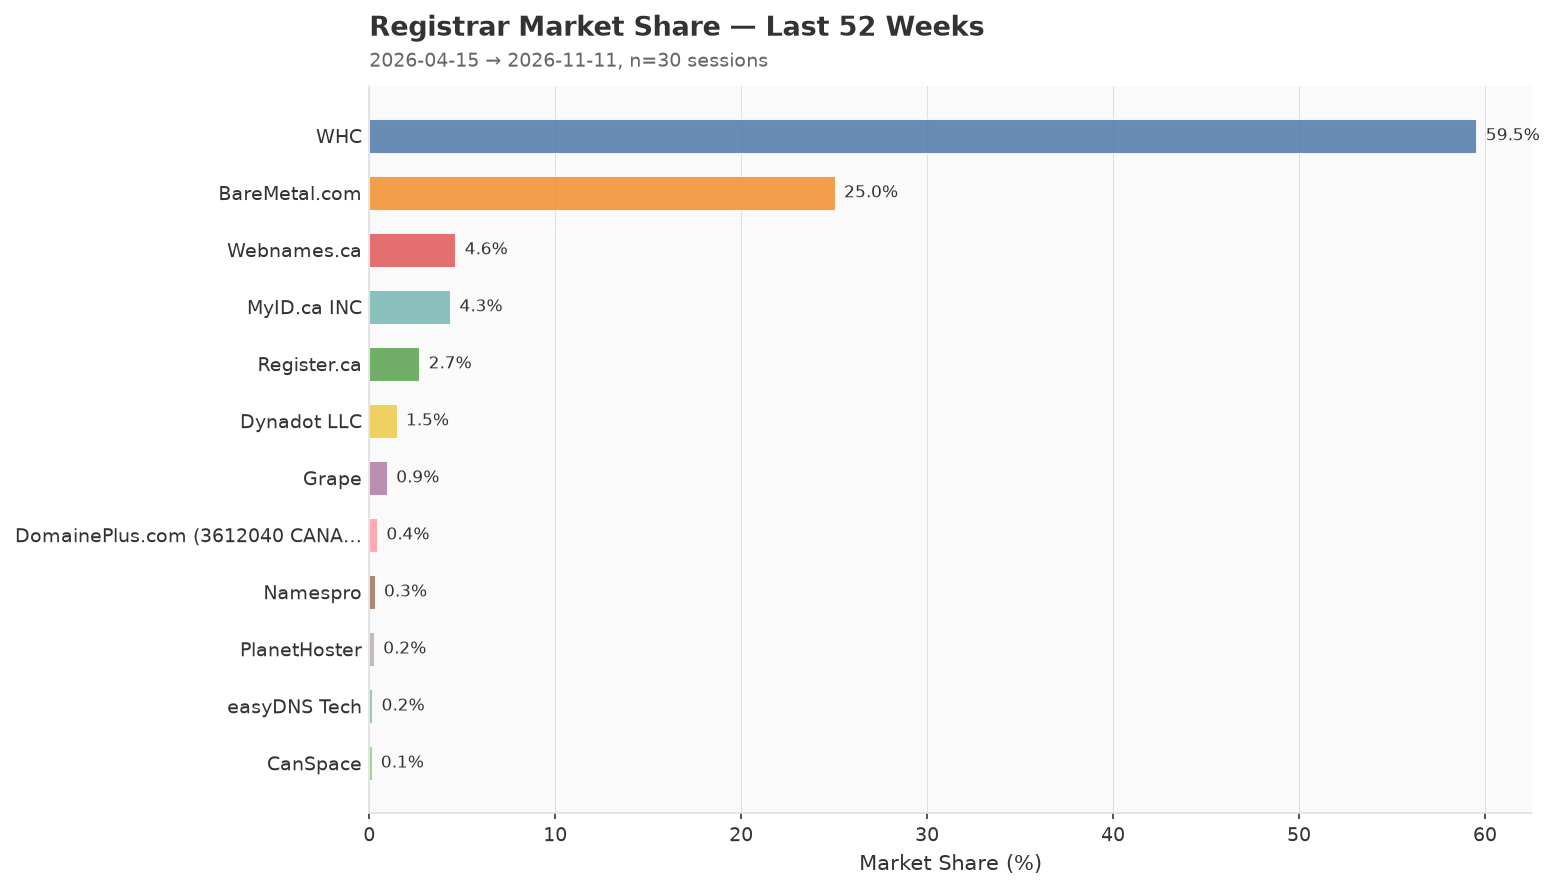 Registrar Market Share — Last 52 Weeks
2026-04-15 → 2026-11-11, n=30 sessions
WHC 59.5%
BareMetal.com 25.0%
Webnames.ca 4.6%
MyID.ca INC 4.3%
Register.ca 2.7%
Dynadot LLC 1.5%
Grape 0.9%
DomainePlus.com (3612040 CANA... 0.4%
Namespro 0.3%
PlanetHoster 0.2%
easyDNS Tech 0.2%
CanSpace 0.1%
0 10 20 30 40 50 60
Market Share (%)